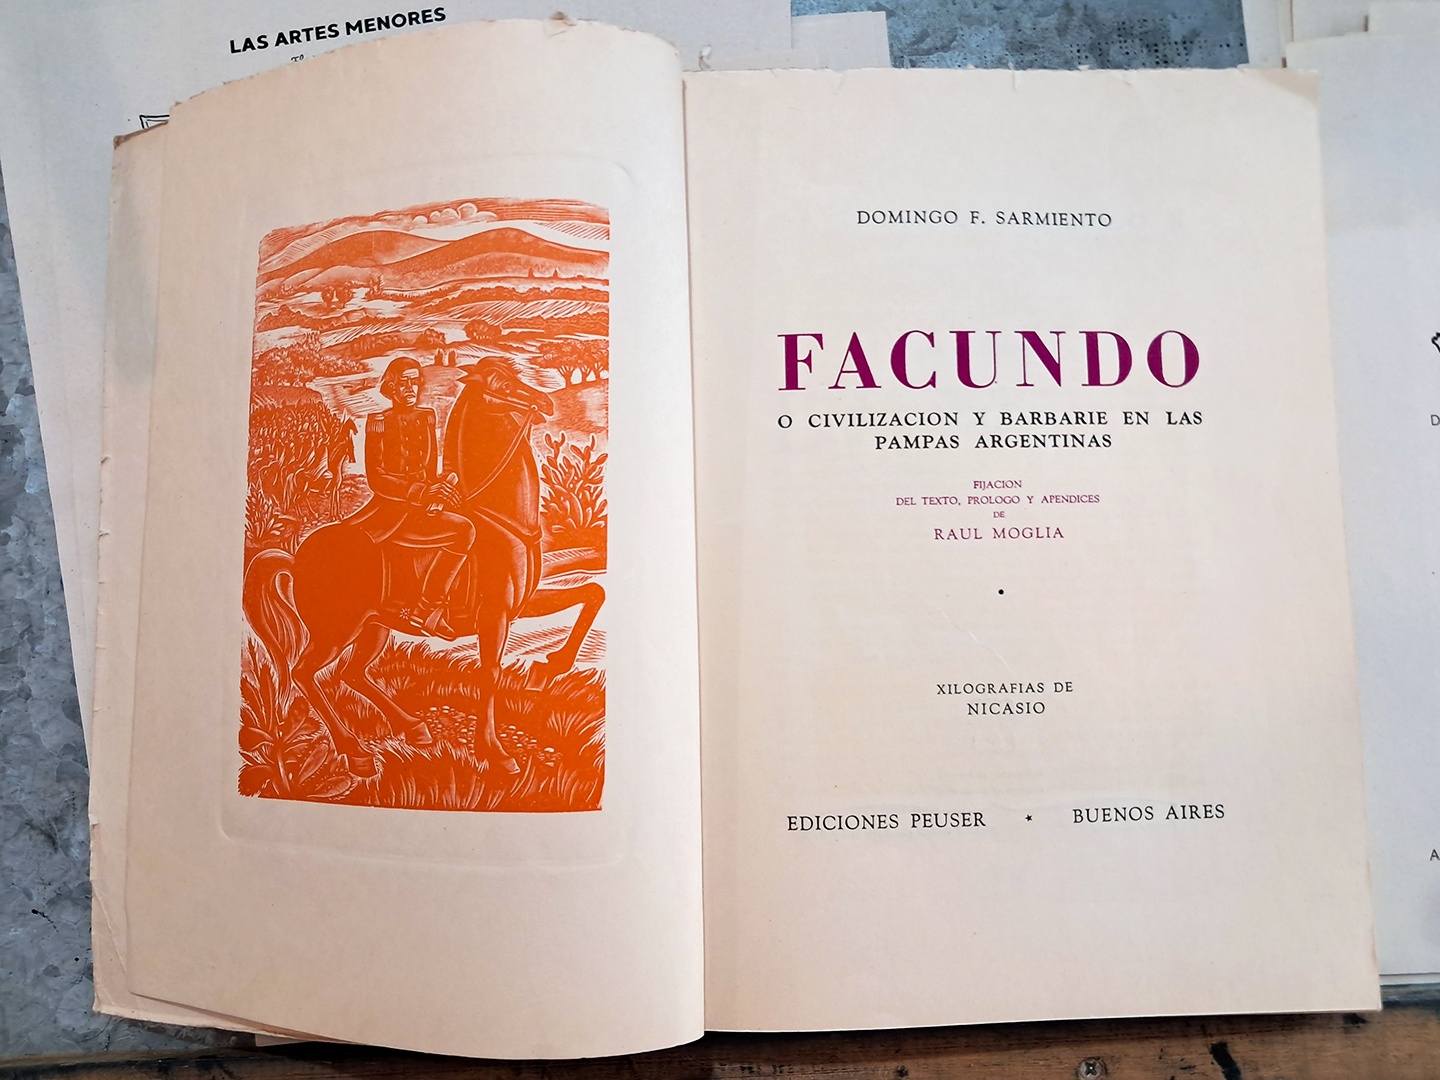 LAS ARTES MENORES
DOMINGO F. SARMIENTO
FACUNDO
O CIVILIZACION Y BARBARIE EN LAS
PAMPAS ARGENTINAS
FIJACION
DEL TEXTO, PROLOGO Y APENDICES
DE
RAUL MOGLIA
XILOGRAFIAS DE
NICASIO
EDICIONES PEUSER ★ BUENOS AIRES